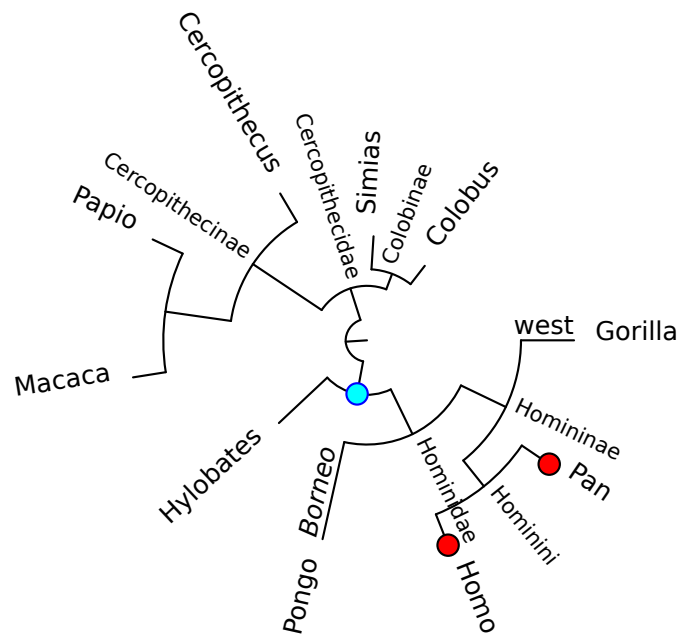 Cercopithecus
Cercopithecidae
Simias
Colobinae
Colobus
Cercopithecinae
Papio
Macaca
west
Gorilla
Homininae
Hylobates
Borneo
Pongo
Hominidae
Hominini
Pan
Homo